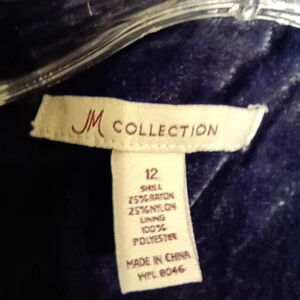 JM COLLECTION
12
SHELL
75% RAYON
25% NYLON
LINING
100%
POLYESTER
MADE IN CHINA
WPL 8046